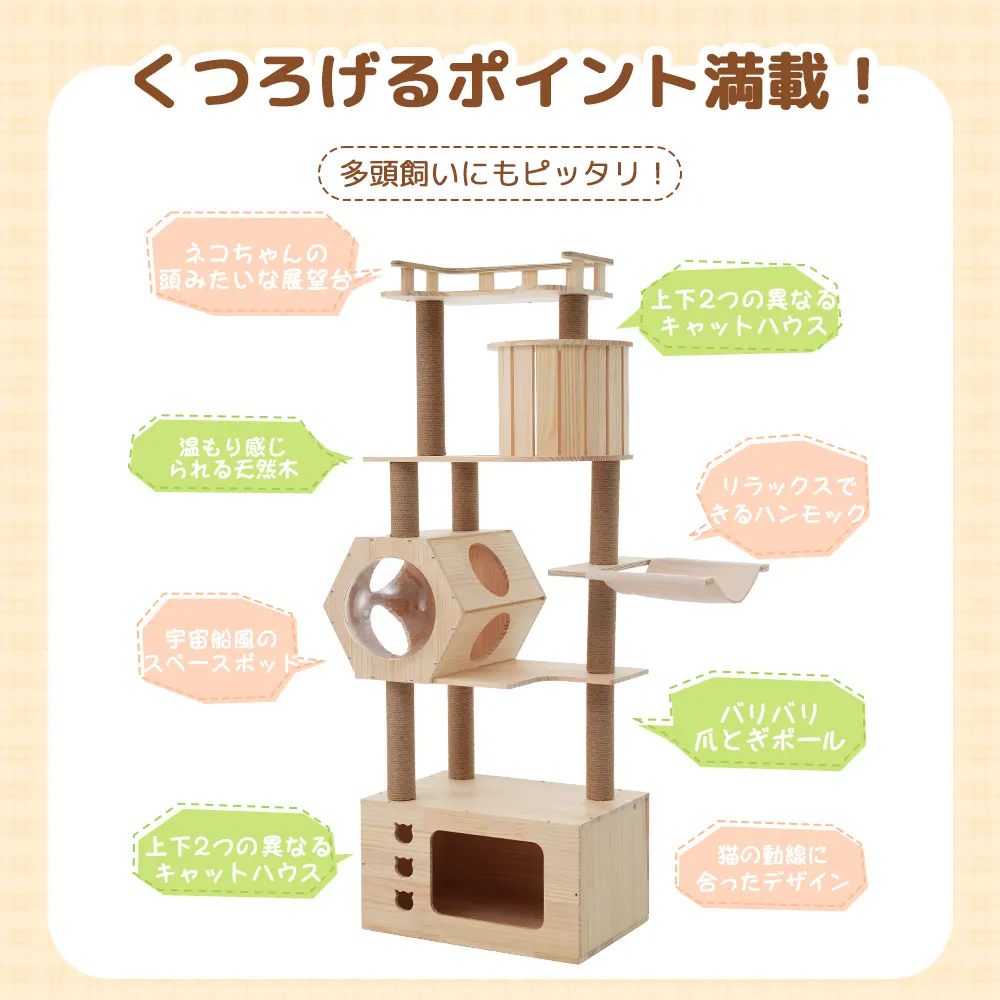 くつろげるポイント満載！
多頭飼いにもピッタリ！
ネコちゃんの
頭みたいな展望台
上下2つの異なる
キャットハウス
温もり感じ
られる天然木
リラックスで
きるハンモック
宇宙船風の
スペースポッド
バリバリ
爪とぎポール
上下2つの異なる
キャットハウス
猫の動線に
合ったデザイン